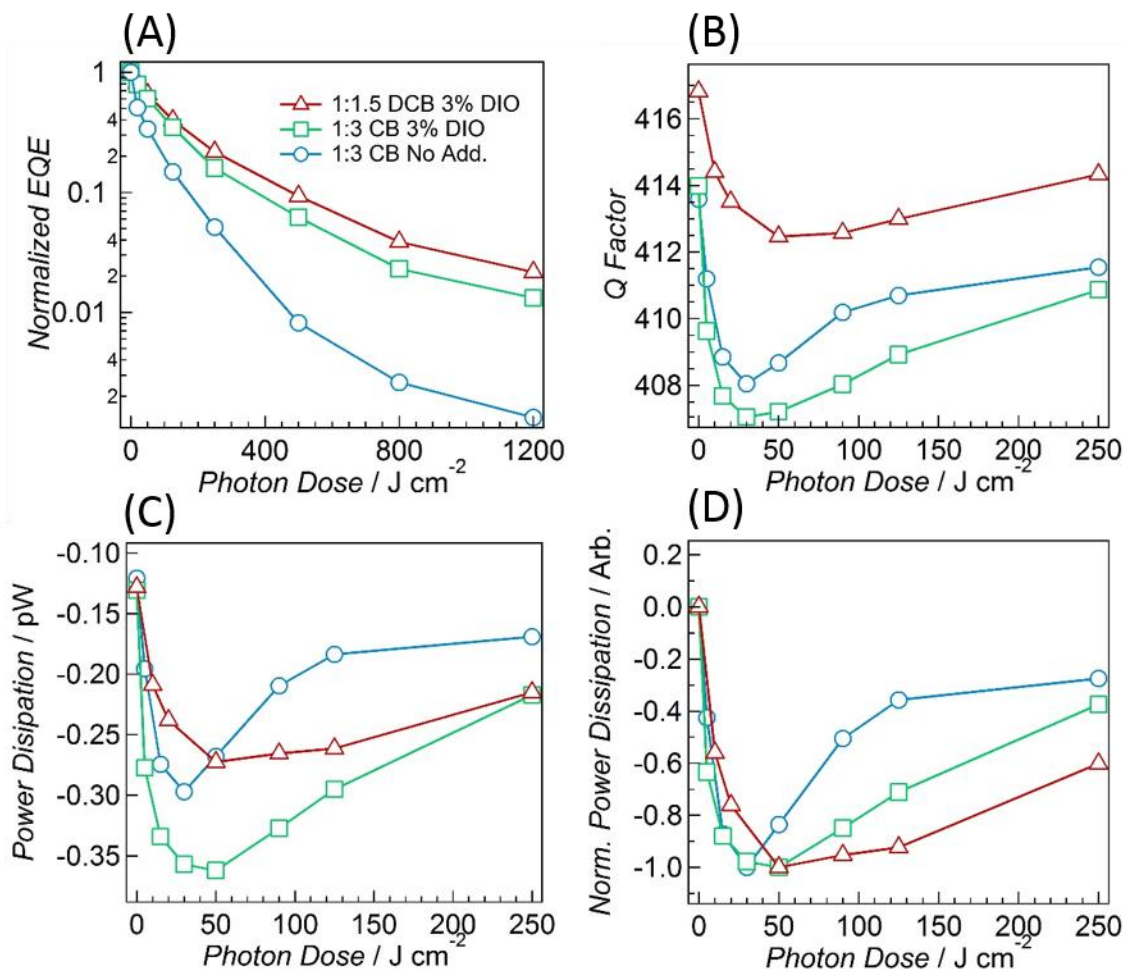 (A)
Normalized EQE
1
4
2
0.1
4
2
0.01
4
2
1:1.5 DCB 3% DIO
1:3 CB 3% DIO
1:3 CB No Add.
0 400 800 1200
Photon Dose / J cm-2
(B)
Q Factor
416
414
412
410
408
0 50 100 150 200 250
Photon Dose / J cm-2
(C)
Power Disipation / pW
-0.10
-0.15
-0.20
-0.25
-0.30
-0.35
0 50 100 150 200 250
Photon Dose / J cm-2
(D)
Norm. Power Disspation / Arb.
0.2
0.0
-0.2
-0.4
-0.6
-0.8
-1.0
0 50 100 150 200 250
Photon Dose / J cm-2